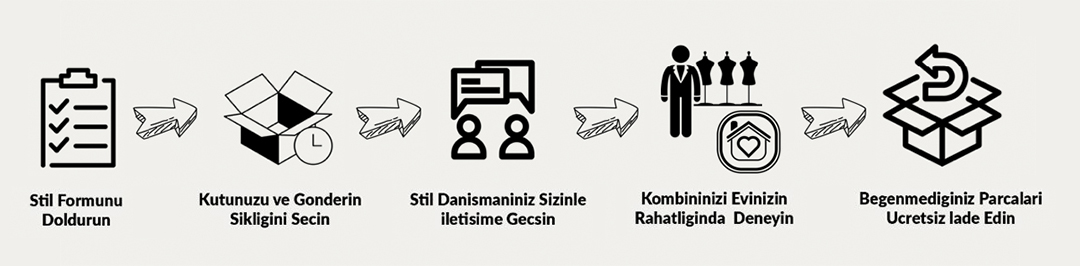 Stil Formunu
Doldurun
Kutunuzu ve Gonderin
Sikligini Secin
Stil Danismaniniz Sizinle
iletisime Gecsin
Kombininizi Evinizin
Rahatliginda Deneyin
Begenmediginiz Parcalari
Ucretsiz Iade Edin